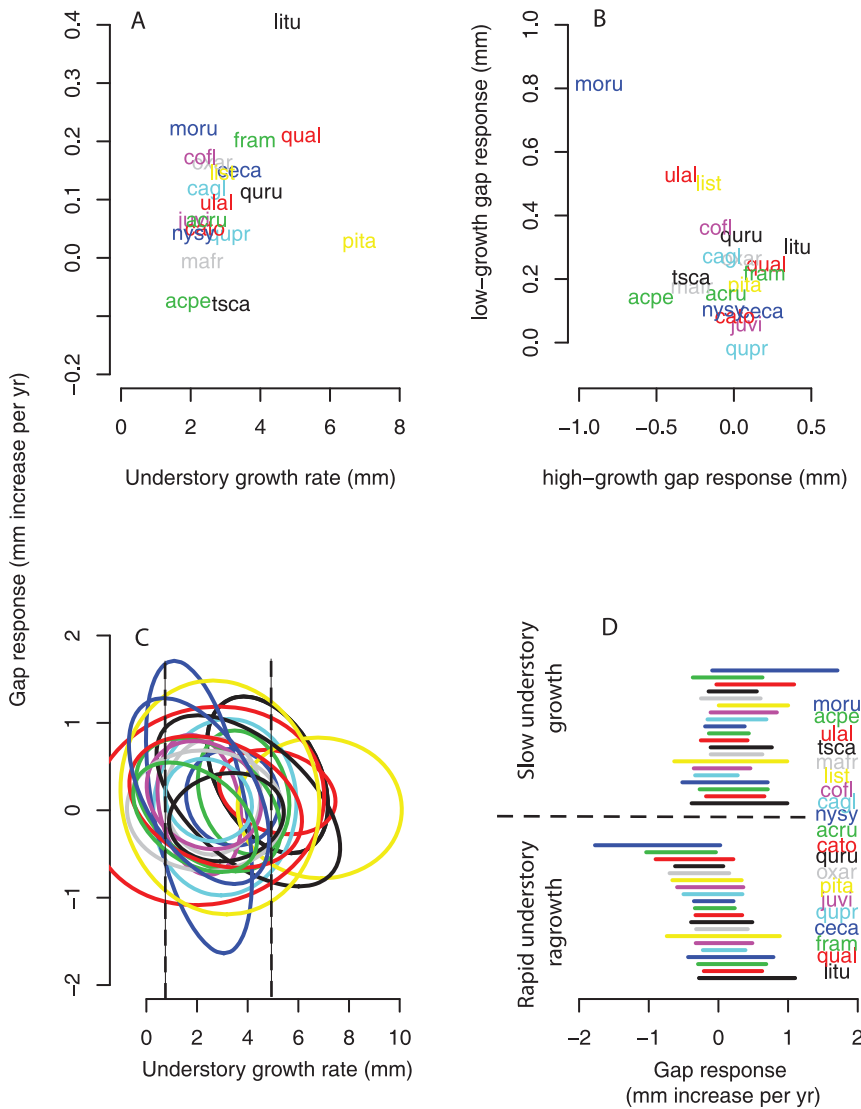 A
0.4
0.2
0.1
0.0
−0.2
litu
moru
fram
qual
cofl
oxar
list
ceca
cagl
quru
ulal
juvi
acru
cato
nysy
qupr
pita
mafr
acpe
tsca
0 2 4 6 8
Understory growth rate (mm)
Gap response (mm increase per yr)
B
1.0
0.8
0.6
0.4
0.2
0.0
low−growth gap response (mm)
moru
ulal
list
cofl
quru
litu
cagl
oxar
qual
tsca
fram
mafr
pita
acpe
acru
nysy
ceca
cato
juvi
qupr
−1.0 −0.5 0.0 0.5
high−growth gap response (mm)
C
2
1
0
−1
−2
0 2 4 6 8 10
Understory growth rate (mm)
D
Slow understory
growth
Rapid understory
ragrowth
moru
acpe
ulal
tsca
mafr
list
cofl
cagl
nysy
acru
cato
quru
oxar
pita
juvi
qupr
ceca
fram
qual
litu
−2 −1 0 1 2
Gap response
(mm increase per yr)